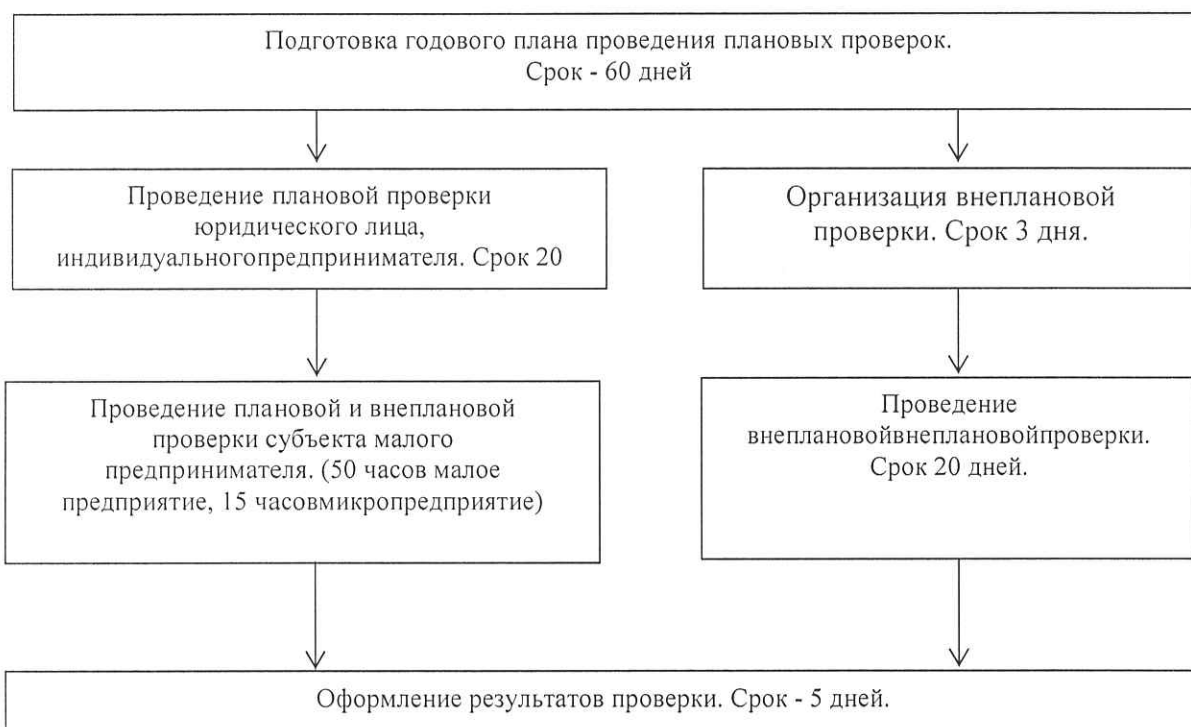 Подготовка годового плана проведения плановых проверок.
Срок - 60 дней
Проведение плановой проверки
юридического лица,
индивидуальногопредпринимателя. Срок 20
Организация внеплановой
проверки. Срок 3 дня.
Проведение плановой и внеплановой
проверки субъекта малого
предпринимателя. (50 часов малое
предприятие, 15 часовмикропредприятие)
Проведение
внеплановойвнеплановойпроверки.
Срок 20 дней.
Оформление результатов проверки. Срок - 5 дней.